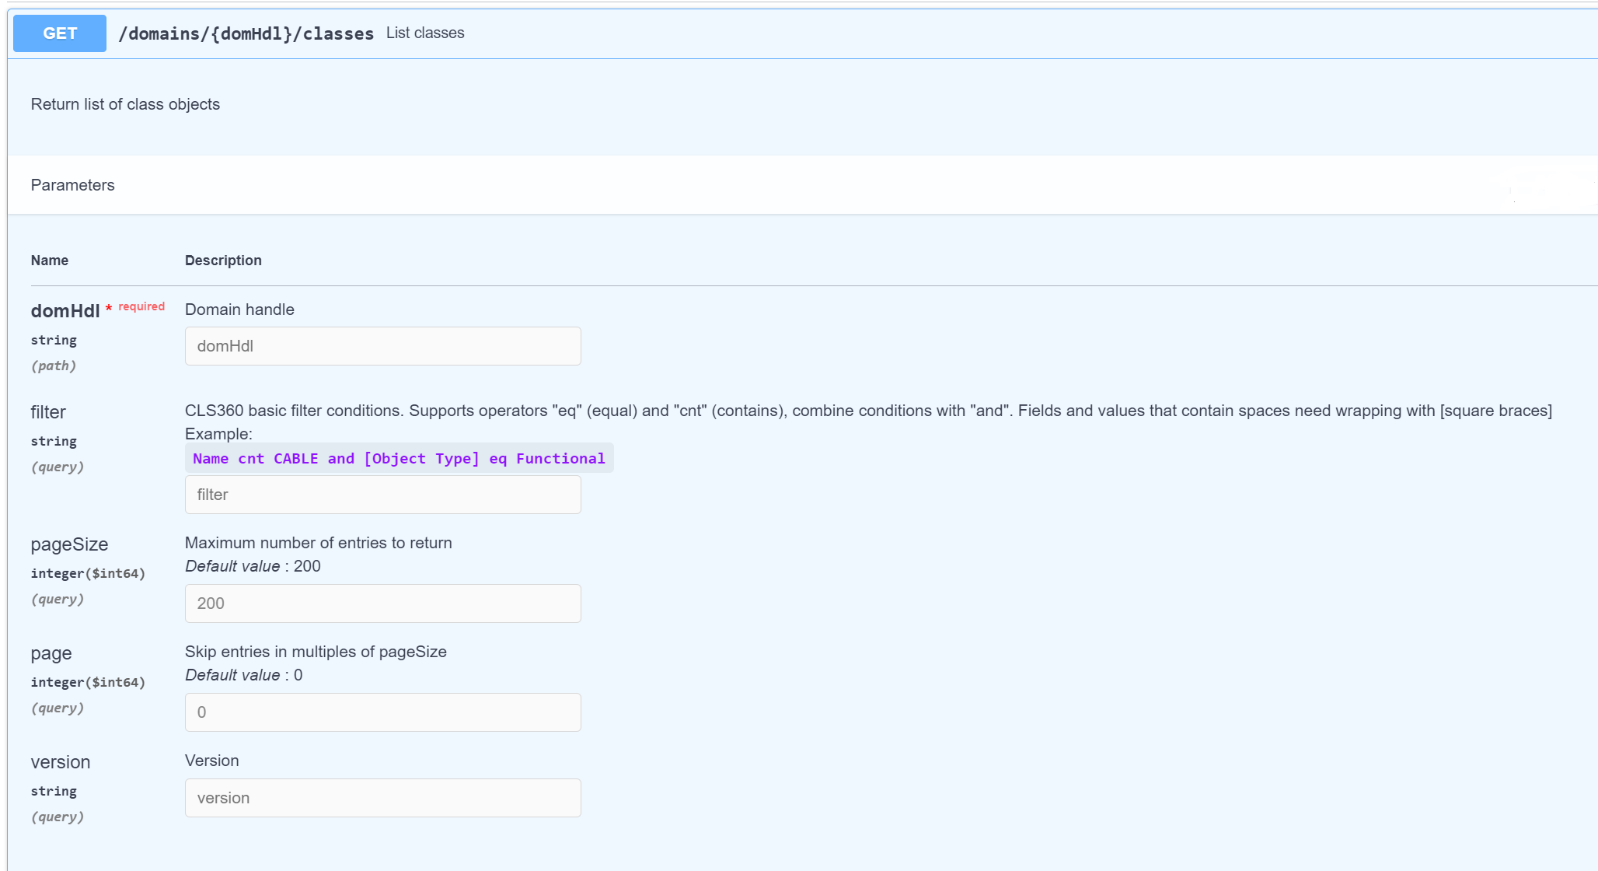 GET /domains/{domHdl}/classes List classes
Return list of class objects
Parameters
Name Description
domHdl * required Domain handle
string
domHdl
(path)
filter CLS360 basic filter conditions. Supports operators "eq" (equal) and "cnt" (contains), combine conditions with "and". Fields and values that contain spaces need wrapping with [square braces]
string Example:
(query) Name cnt CABLE and [Object Type] eq Functional
filter
pageSize Maximum number of entries to return
integer($int64) Default value : 200
(query) 200
page Skip entries in multiples of pageSize
integer($int64) Default value : 0
(query) 0
version Version
string version
(query)